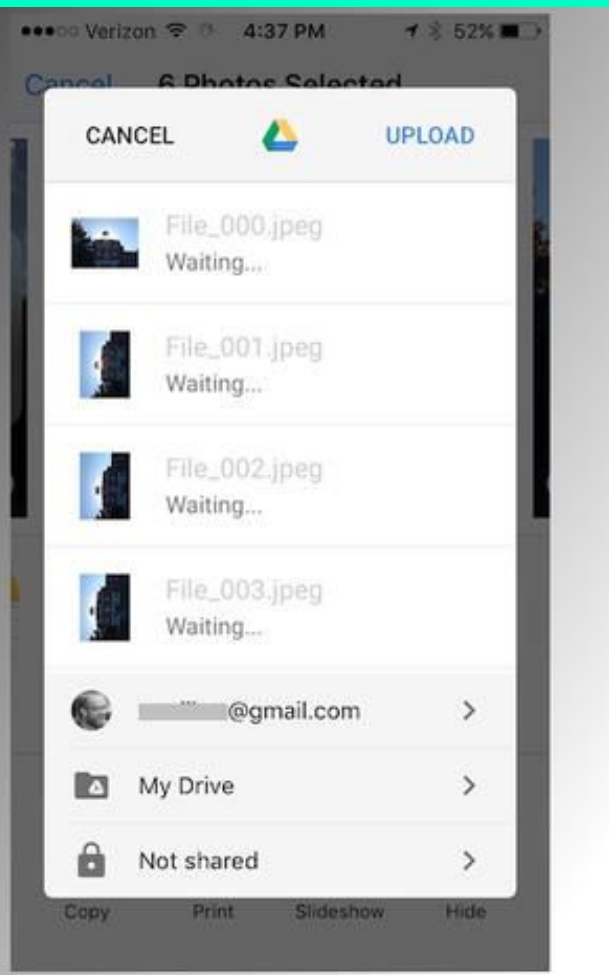 Verizon 4:37 PM 52%
Cancel 6 Photos Selected
CANCEL UPLOAD
File_000.jpeg
Waiting...
File_001.jpeg
Waiting...
File_002.jpeg
Waiting...
File_003.jpeg
Waiting...
@gmail.com
My Drive
Not shared
Copy Print Slideshow Hide